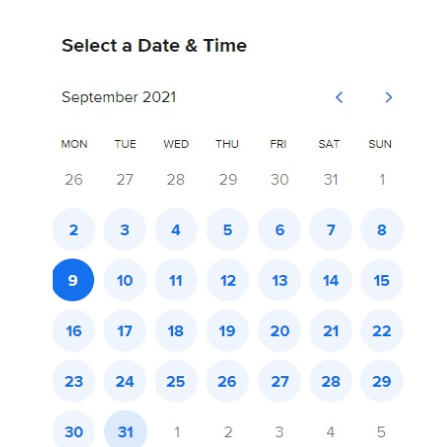 Select a Date & Time
September 2021
MON TUE WED THU FRI SAT SUN
26 27 28 29 30 31 1
2 3 4 5 6 7 8
9 10 11 12 13 14 15
16 17 18 19 20 21 22
23 24 25 26 27 28 29
30 31 1 2 3 4 5